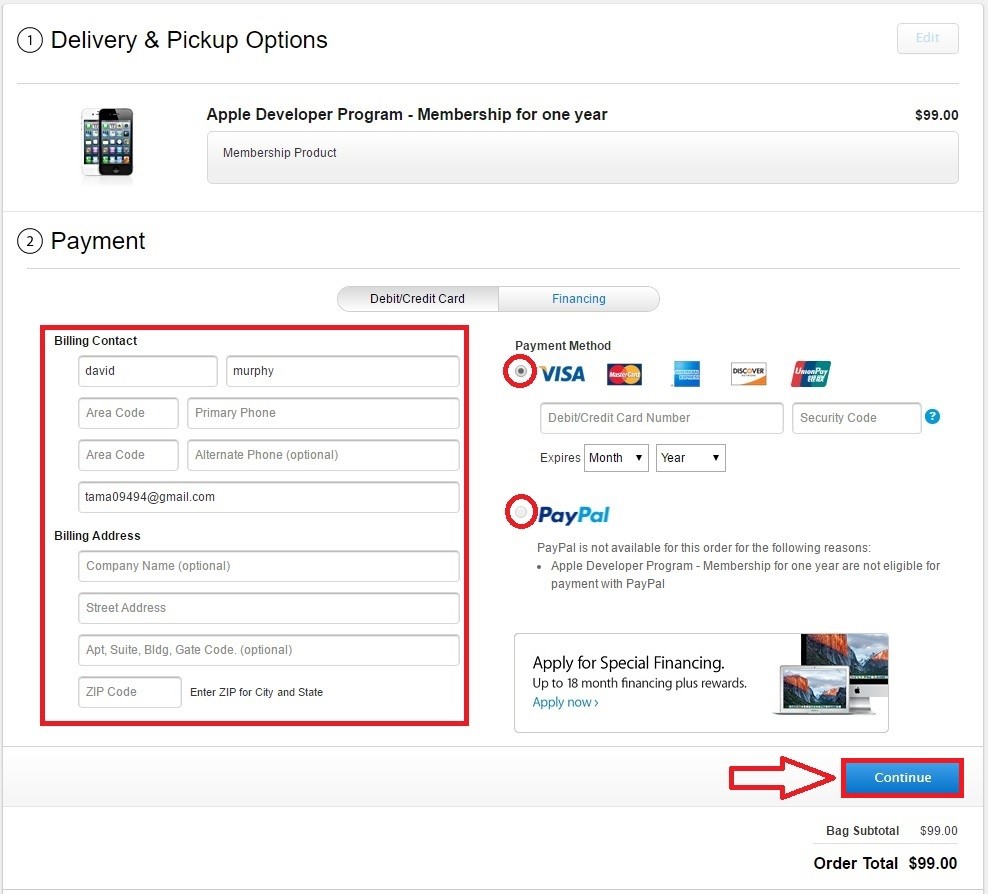 1 Delivery & Pickup Options
Edit
Apple Developer Program - Membership for one year $99.00
Membership Product
2 Payment
Debit/Credit Card Financing
Billing Contact
david murphy
Area Code Primary Phone
Area Code Alternate Phone (optional)
tama09494@gmail.com
Billing Address
Company Name (optional)
Street Address
Apt, Suite, Bldg, Gate Code. (optional)
ZIP Code Enter ZIP for City and State
Payment Method
VISA MasterCard AMERICAN EXPRESS DISCOVER UnionPay 银联
Debit/Credit Card Number Security Code ?
Expires Month Year
PayPal
PayPal is not available for this order for the following reasons:
• Apple Developer Program - Membership for one year are not eligible for
payment with PayPal
Apply for Special Financing.
Up to 18 month financing plus rewards.
Apply now ›
Continue
Bag Subtotal $99.00
Order Total $99.00